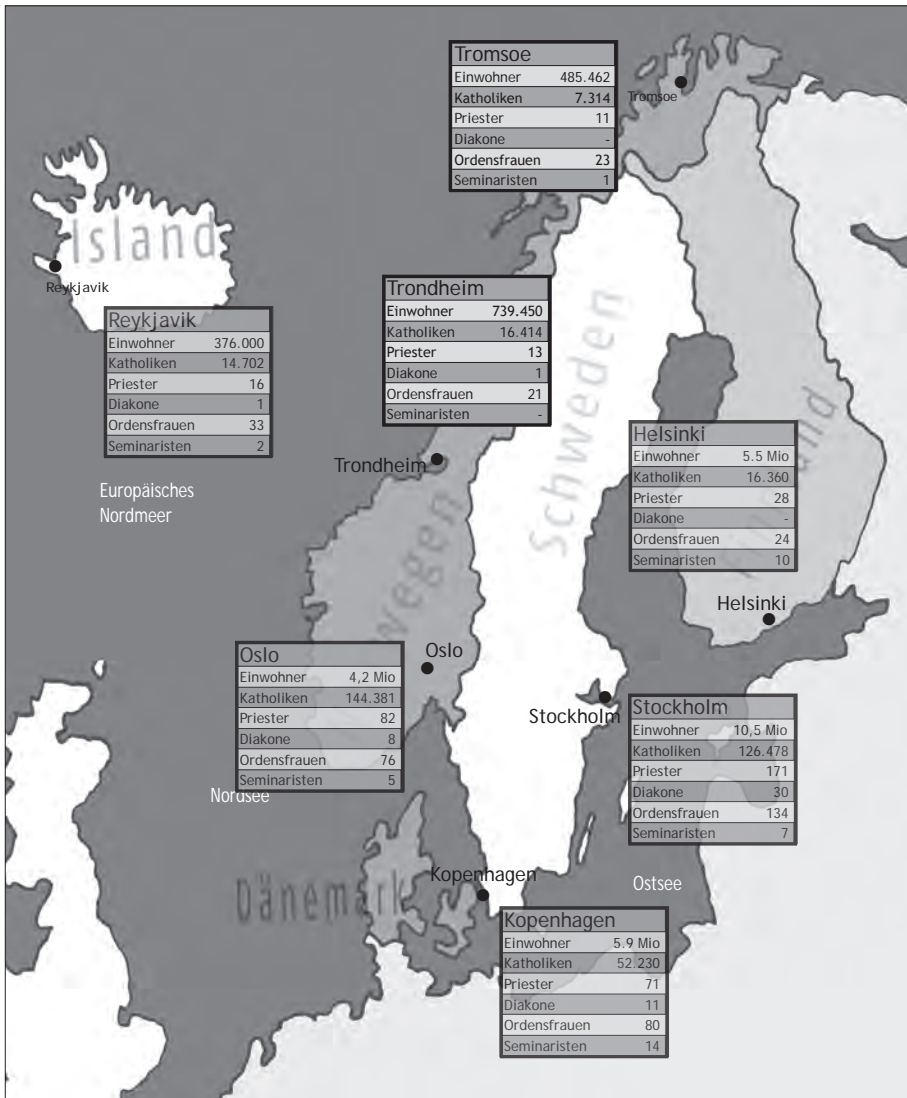 Tromsoe
Einwohner 485.462
Katholiken 7.314
Priester 11
Diakone -
Ordensfrauen 23
Seminaristen 1
Tromsoe
Island
Reykjavik
Reykjavik
Einwohner 376.000
Katholiken 14.702
Priester 16
Diakone 1
Ordensfrauen 33
Seminaristen 2
Trondheim
Einwohner 739.450
Katholiken 16.414
Priester 13
Diakone 1
Ordensfrauen 21
Seminaristen -
Schweden
Trondheim
Europäisches
Nordmeer
Helsinki
Einwohner 5.5 Mio
Katholiken 16.360
Priester 28
Diakone -
Ordensfrauen 24
Seminaristen 10
Helsinki
Oslo
Oslo
Einwohner 4,2 Mio
Katholiken 144.381
Priester 82
Diakone 8
Ordensfrauen 76
Seminaristen 5
Nordsee
Stockholm
Stockholm
Einwohner 10,5 Mio
Katholiken 126.478
Priester 171
Diakone 30
Ordensfrauen 134
Seminaristen 7
Dänemark
Kopenhagen
Ostsee
Kopenhagen
Einwohner 5.9 Mio
Katholiken 52.230
Priester 71
Diakone 11
Ordensfrauen 80
Seminaristen 14